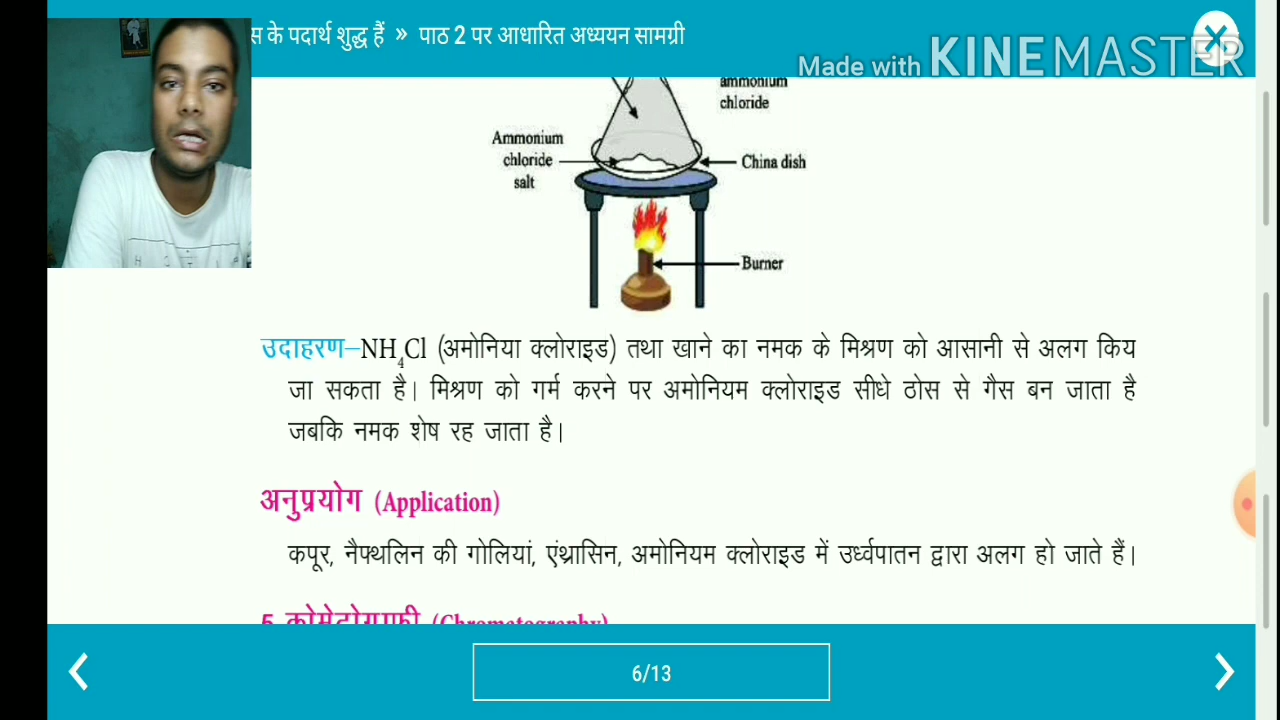 स के पदार्थ शुद्ध हैं » पाठ 2 पर आधारित अध्ययन सामग्री
Made with KINEMASTER
ammonium
chloride
Ammonium
chloride
salt
China dish
Burner
उदाहरण–NH4Cl (अमोनिया क्लोराइड) तथा खाने का नमक के मिश्रण को आसानी से अलग किय
जा सकता है। मिश्रण को गर्म करने पर अमोनियम क्लोराइड सीधे ठोस से गैस बन जाता है
जबकि नमक शेष रह जाता है।
अनुप्रयोग (Application)
कपूर, नैफ्थलिन की गोलियां, एंथ्रासिन, अमोनियम क्लोराइड में उर्ध्वपातन द्वारा अलग हो जाते हैं।
5 क्रोमेटोग्राफी (Chromatography)
6/13